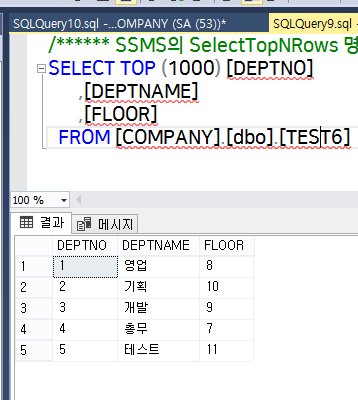 SQLQuery10.sql -...OMPANY (SA (53))*
SQLQuery9.sql
/****** SSMS의 SelectTopNRows 명
SELECT TOP (1000) [DEPTNO]
,[DEPTNAME]
,[FLOOR]
FROM [COMPANY].[dbo].[TEST6]
100 %
결과
메시지
DEPTNO DEPTNAME FLOOR
1 1 영업 8
2 2 기획 10
3 3 개발 9
4 4 총무 7
5 5 테스트 11